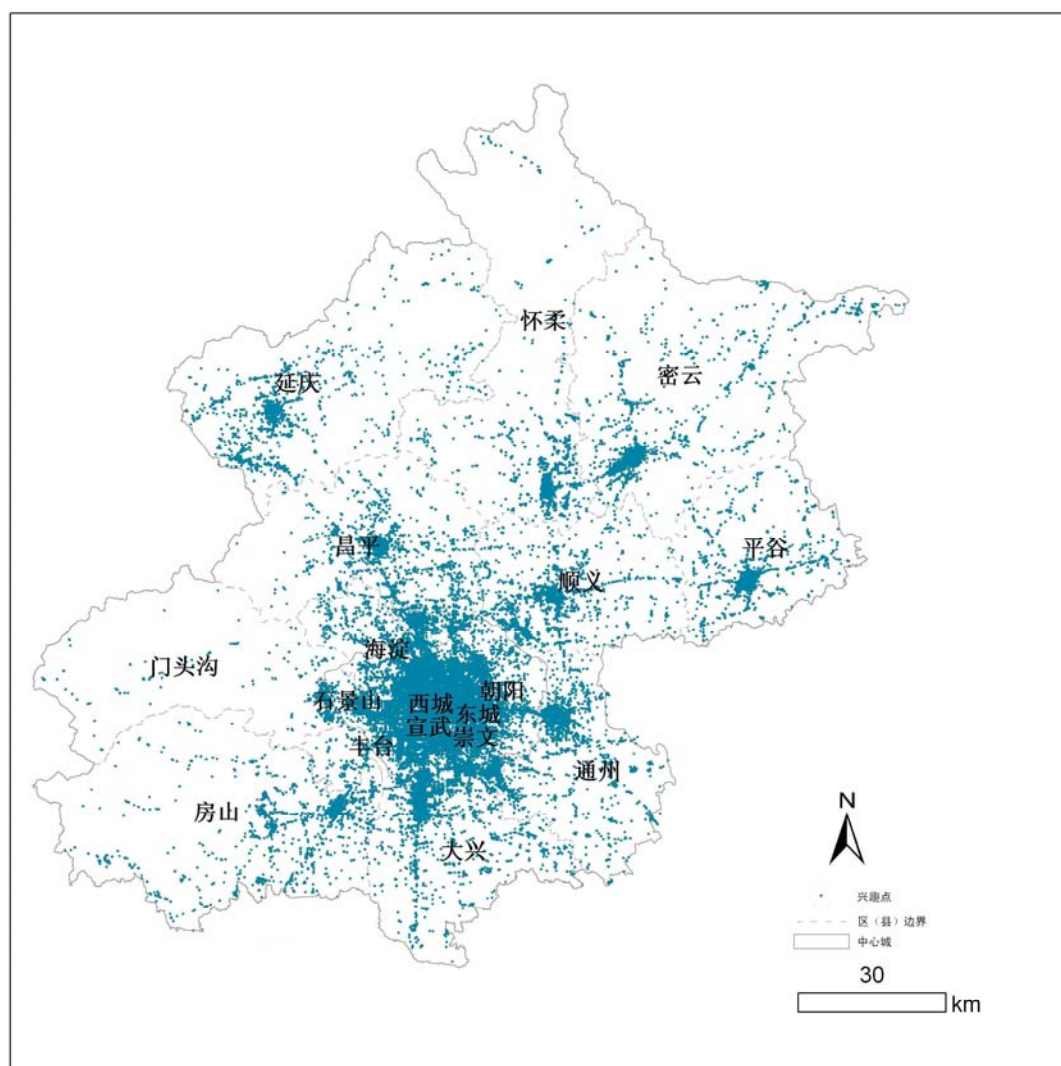 怀柔
密云
延庆
昌平
平谷
顺义
海淀
门头沟
石景山
西城
朝阳
宣武
东城
崇文
丰台
通州
房山
大兴
N
兴趣点
区（县）边界
中心城
30
km